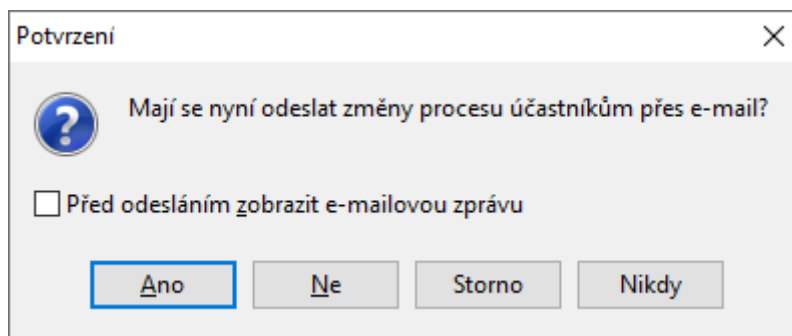 Potvrzení
Mají se nyní odeslat změny procesu účastníkům přes e-mail?
Před odesláním zobrazit e-mailovou zprávu
Ano Ne Storno Nikdy